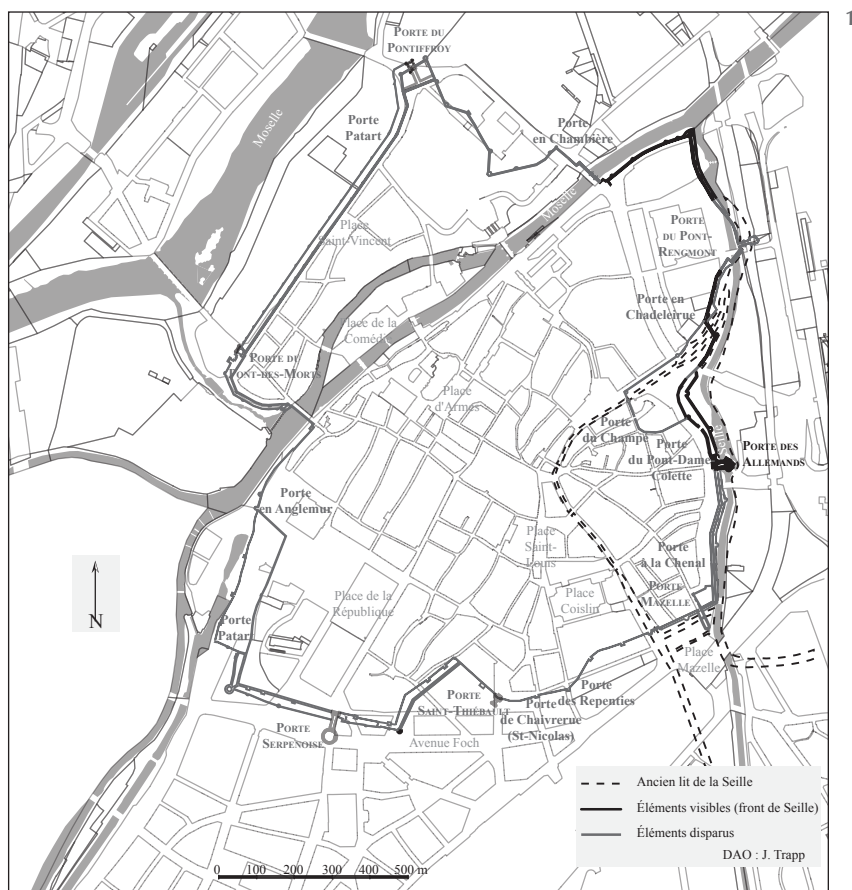 1
PORTE DU
PONTIFFROY
Moselle
Porte
Patart
Porte
en Chambière
Moselle
Place
Saint-Vincent
PORTE
DU PONT-
RENGMONT
Porte en
Chadeleirue
Place de la
Comédie
PORTE DU
PONT-DES-MORTS
Place
d'Armes
Porte
du Champé
Porte
du Pont-Dame
Colette
Seille
PORTE DES
ALLEMANDS
Porte
en Anglemur
Place
Saint-
Louis
Porte
à la Chenal
Place de la
République
Place
Coislin
PORTE
MAZELLE
N
Porte
Patar
Place
Mazelle
PORTE
SAINT-THIÉBAULT
Porte
des Repenties
Porte
de Chaivrerue
(St-Nicolas)
PORTE
SERPENOISE
Avenue Foch
Ancien lit de la Seille
Éléments visibles (front de Seille)
Éléments disparus
DAO : J. Trapp
0 100 200 300 400 500 m